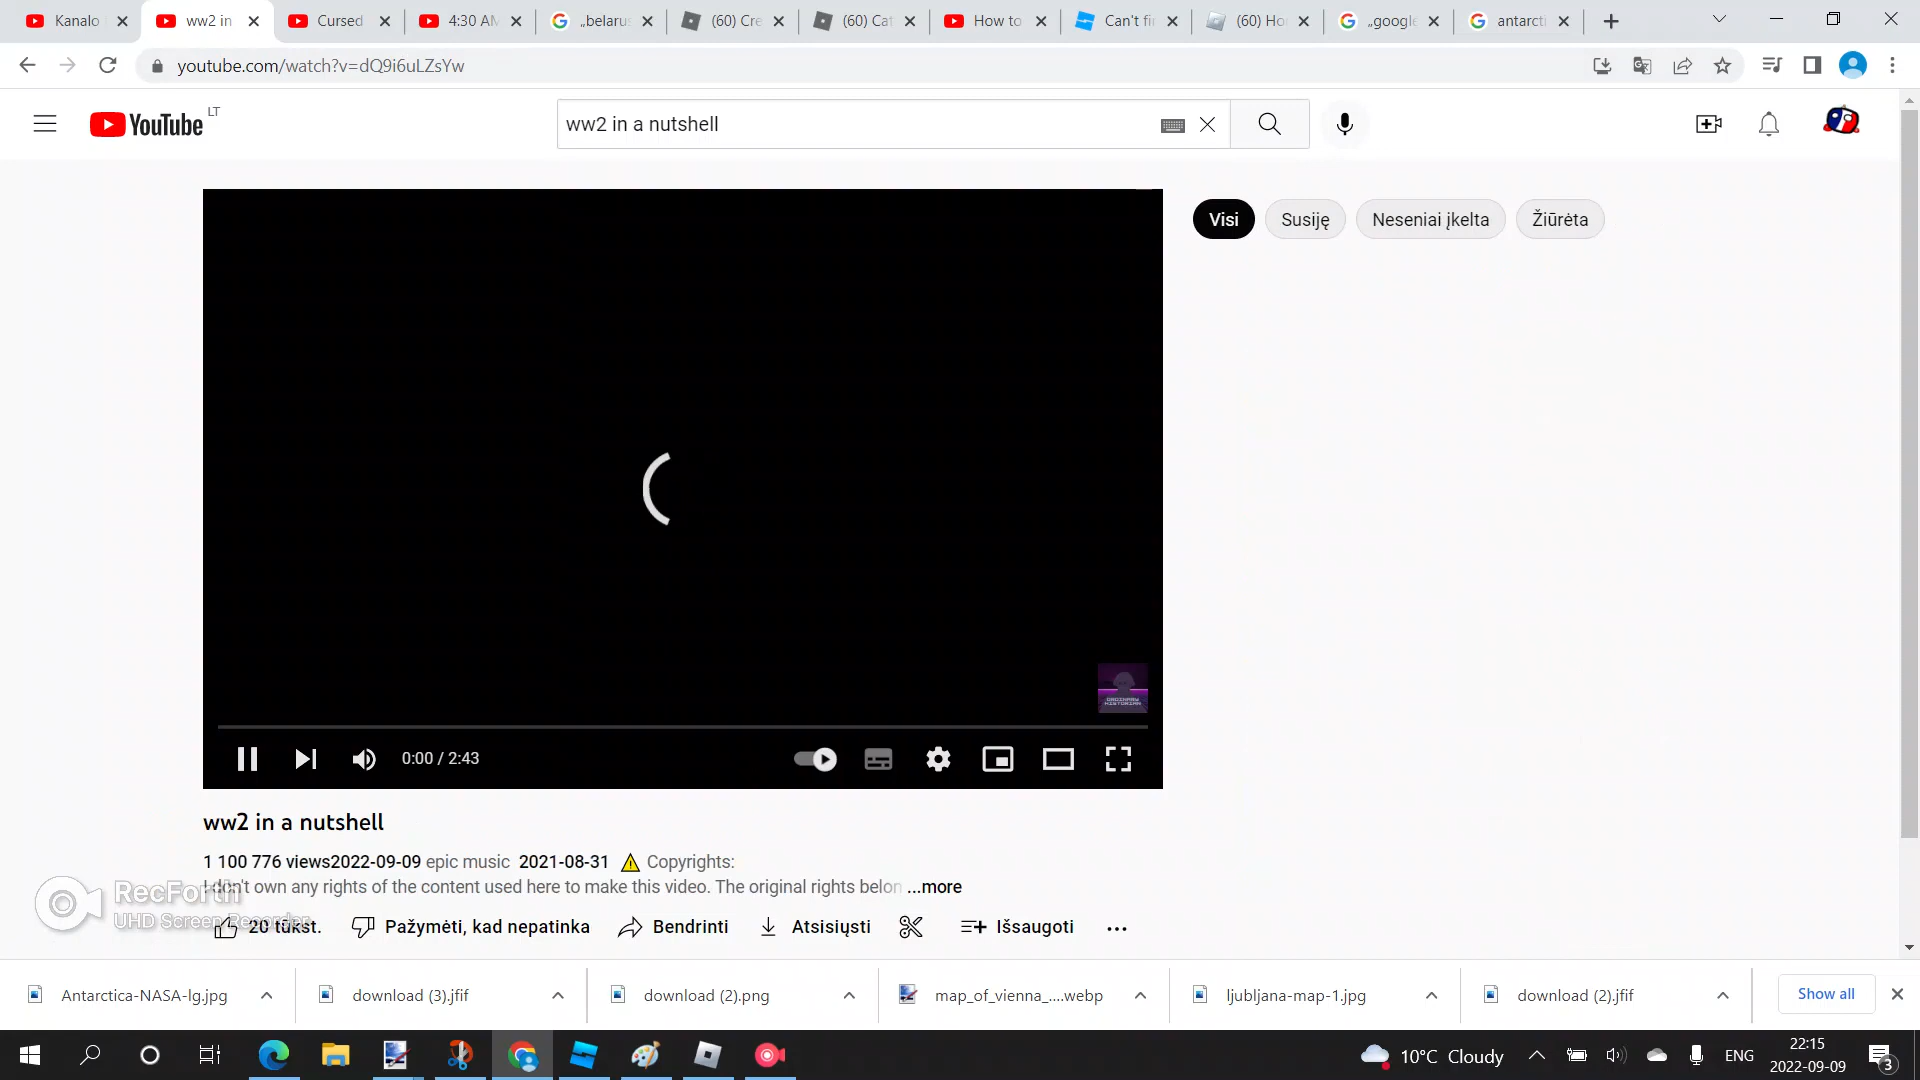 Kanalo
ww2 in
Cursed
4:30 AM
„belarus
(60) Cre
(60) Cat
How to
Can't fi
(60) Ho
„google
antarcti
youtube.com/watch?v=dQ9i6uLZsYw
YouTube LT
ww2 in a nutshell
Visi
Susiję
Neseniai įkelta
Žiūrėta
ORDINARY
HISTORIAN
0:00 / 2:43
ww2 in a nutshell
1 100 776 views2022-09-09 epic music 2021-08-31 ⚠ Copyrights:
I don't own any rights of the content used here to make this video. The original rights belon ...more
RecForth
UHD Screen Recorder
20 tūkst.
Pažymėti, kad nepatinka
Bendrinti
Atsisiųsti
Išsaugoti
Antarctica-NASA-lg.jpg
download (3).jfif
download (2).png
map_of_vienna_....webp
ljubljana-map-1.jpg
download (2).jfif
Show all
10°C Cloudy
ENG
22:15
2022-09-09
3